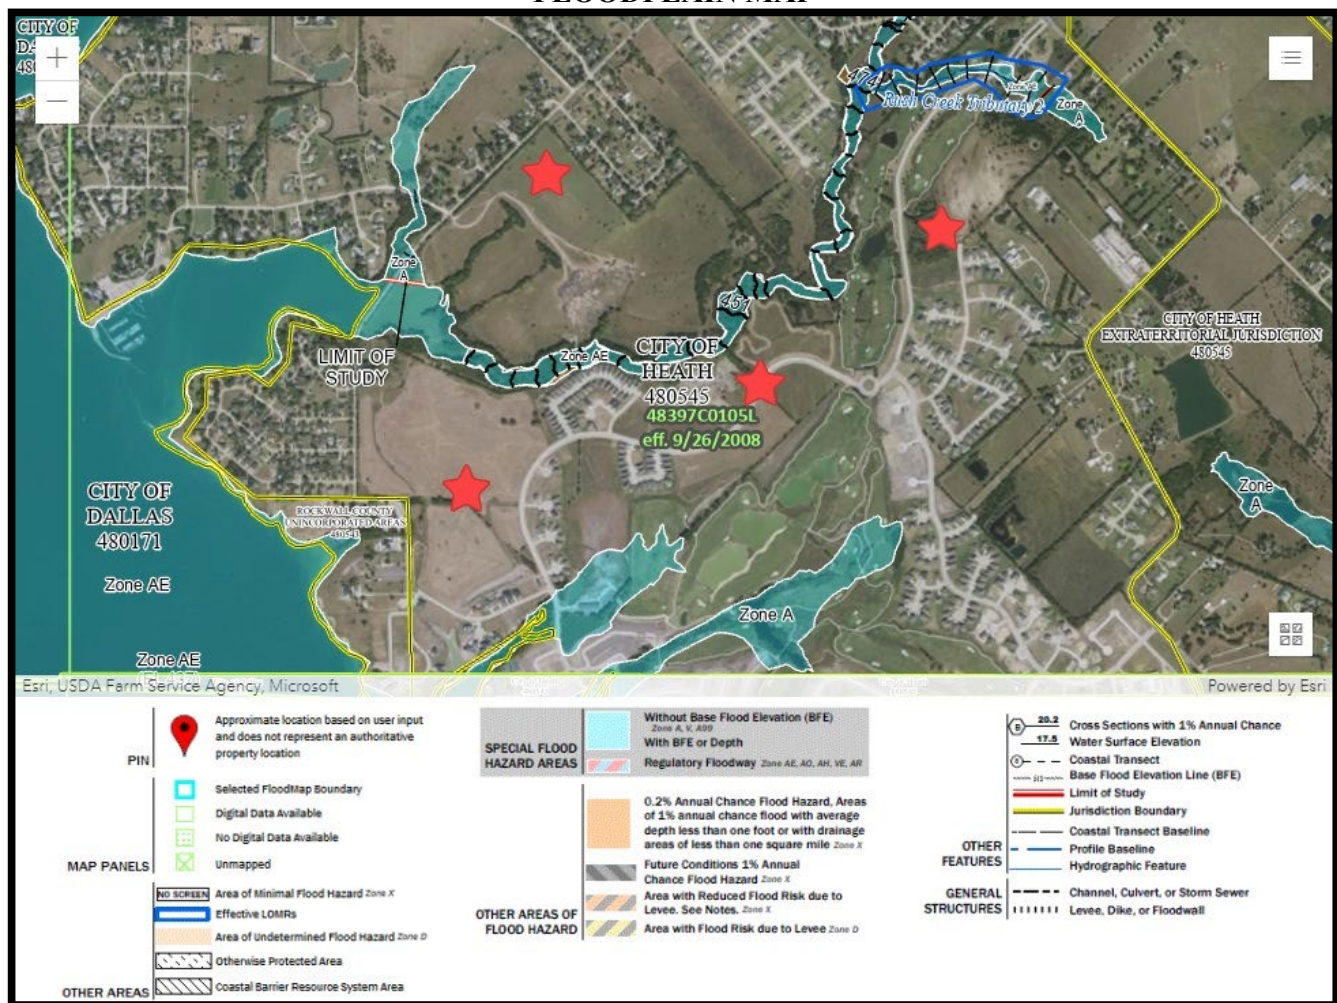 FLOODPLAIN MAP
CITY OF
+
−
474
Zone AE
Rush Creek Tributary 2
Zone
A
Zone
A
451
LIMIT OF
STUDY
Zone AE
CITY OF
HEATH
480545
48397C0105L
eff. 9/26/2008
CITY OF HEATH
EXTRATERRITORIAL JURISDICTION
480545
Zone
A
CITY OF
DALLAS
480171
Zone AE
ROCKWALL COUNTY
UNINCORPORATED AREAS
480543
Zone A
Zone AE
Esri, USDA Farm Service Agency, Microsoft
Powered by Esri
PIN
Approximate location based on user input
and does not represent an authoritative
property location
MAP PANELS
Selected FloodMap Boundary
Digital Data Available
No Digital Data Available
Unmapped
OTHER AREAS
NO SCREEN Area of Minimal Flood Hazard Zone X
Effective LOMRs
Area of Undetermined Flood Hazard Zone D
Otherwise Protected Area
Coastal Barrier Resource System Area
SPECIAL FLOOD
HAZARD AREAS
Without Base Flood Elevation (BFE)
Zone A, V, A99
With BFE or Depth
Regulatory Floodway Zone AE, AO, AH, VE, AR
OTHER AREAS OF
FLOOD HAZARD
0.2% Annual Chance Flood Hazard, Areas
of 1% annual chance flood with average
depth less than one foot or with drainage
areas of less than one square mile Zone X
Future Conditions 1% Annual
Chance Flood Hazard Zone X
Area with Reduced Flood Risk due to
Levee. See Notes. Zone X
Area with Flood Risk due to Levee Zone D
OTHER
FEATURES
B 20.2 Cross Sections with 1% Annual Chance
17.5 Water Surface Elevation
8 Coastal Transect
513 Base Flood Elevation Line (BFE)
Limit of Study
Jurisdiction Boundary
Coastal Transect Baseline
Profile Baseline
Hydrographic Feature
GENERAL
STRUCTURES
Channel, Culvert, or Storm Sewer
Levee, Dike, or Floodwall